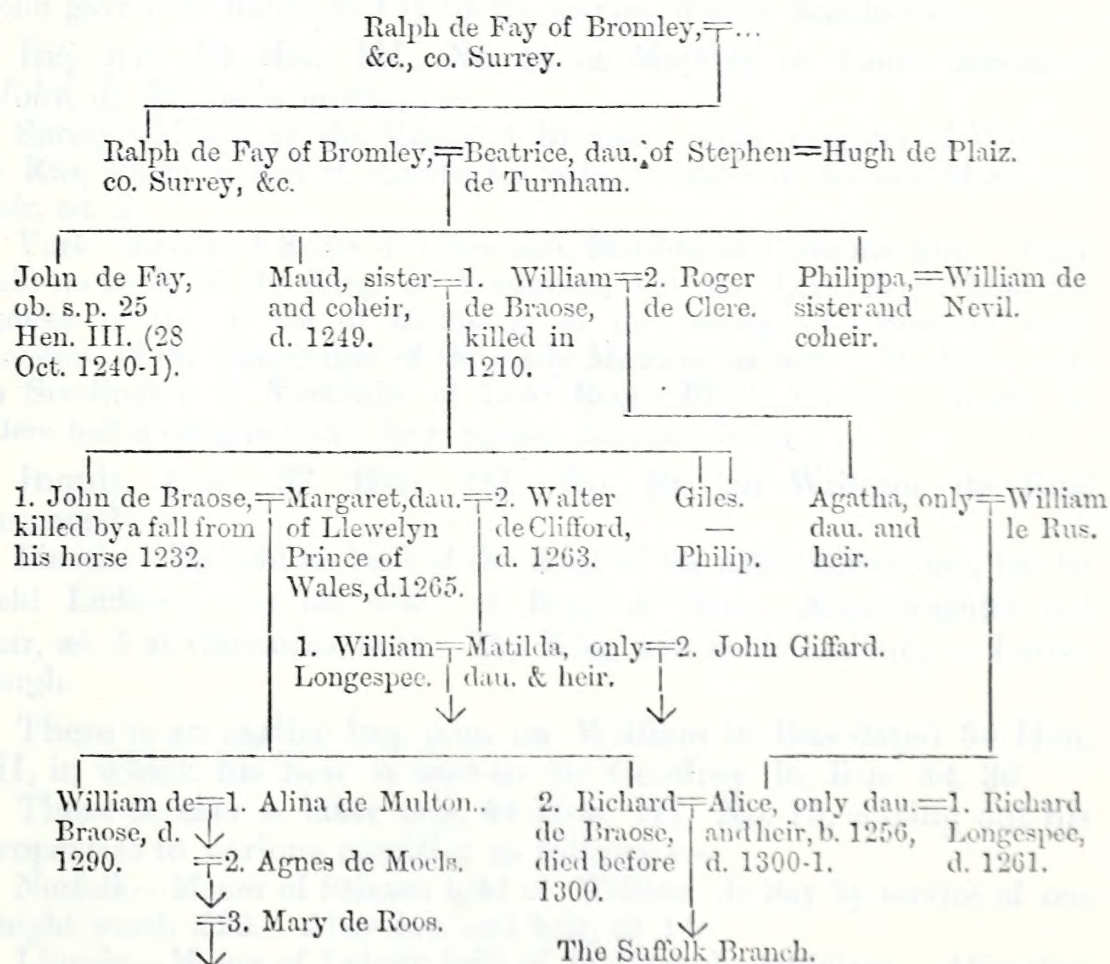 Ralph de Fay of Bromley, ...
&c., co. Surrey.
Ralph de Fay of Bromley, Beatrice, dau. of Stephen Hugh de Plaiz.
co. Surrey, &c. de Turnham.
John de Fay,
ob. s.p. 25
Hen. III. (28
Oct. 1240-1).
Maud, sister
and coheir,
d. 1249.
1. William
de Braose,
killed in
1210.
2. Roger
de Clere.
Philippa,
sister and
coheir.
William de
Nevil.
1. John de Braose,
killed by a fall from
his horse 1232.
Margaret, dau.
of Llewelyn
Prince of
Wales, d. 1265.
2. Walter
de Clifford,
d. 1263.
Giles.
—
Philip.
Agatha, only
dau. and
heir.
William
le Rus.
1. William
Longespee.
Matilda, only
dau. & heir.
2. John Giffard.
William de
Braose, d.
1290.
1. Alina de Multon.
2. Agnes de Moels.
3. Mary de Roos.
2. Richard
de Braose,
died before
1300.
Alice, only dau.
and heir, b. 1256,
d. 1300-1.
1. Richard
Longespee,
d. 1261.
The Suffolk Branch.